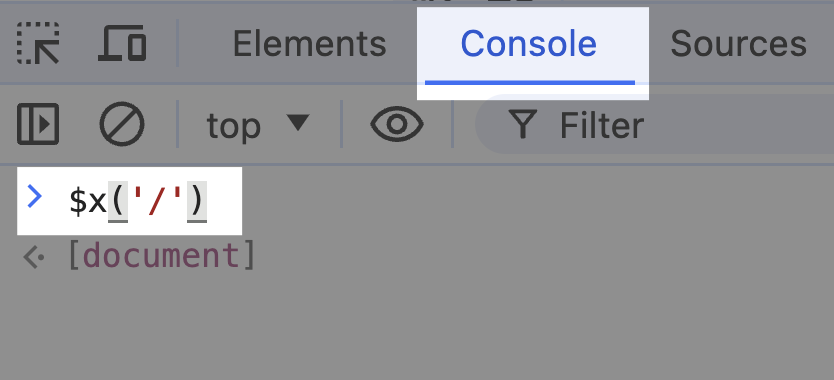 Elements Console Sources
top ▼ Filter
> $x('/')
<· [document]